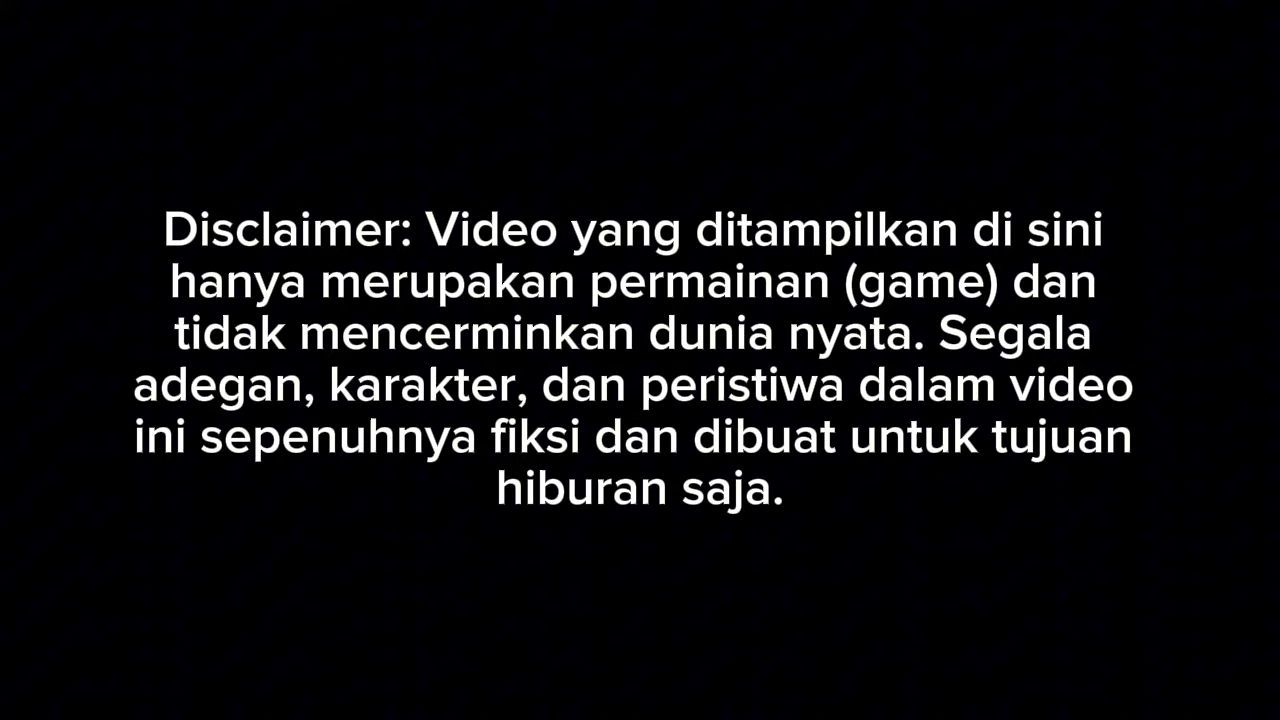 Disclaimer: Video yang ditampilkan di sini
hanya merupakan permainan (game) dan
tidak mencerminkan dunia nyata. Segala
adegan, karakter, dan peristiwa dalam video
ini sepenuhnya fiksi dan dibuat untuk tujuan
hiburan saja.